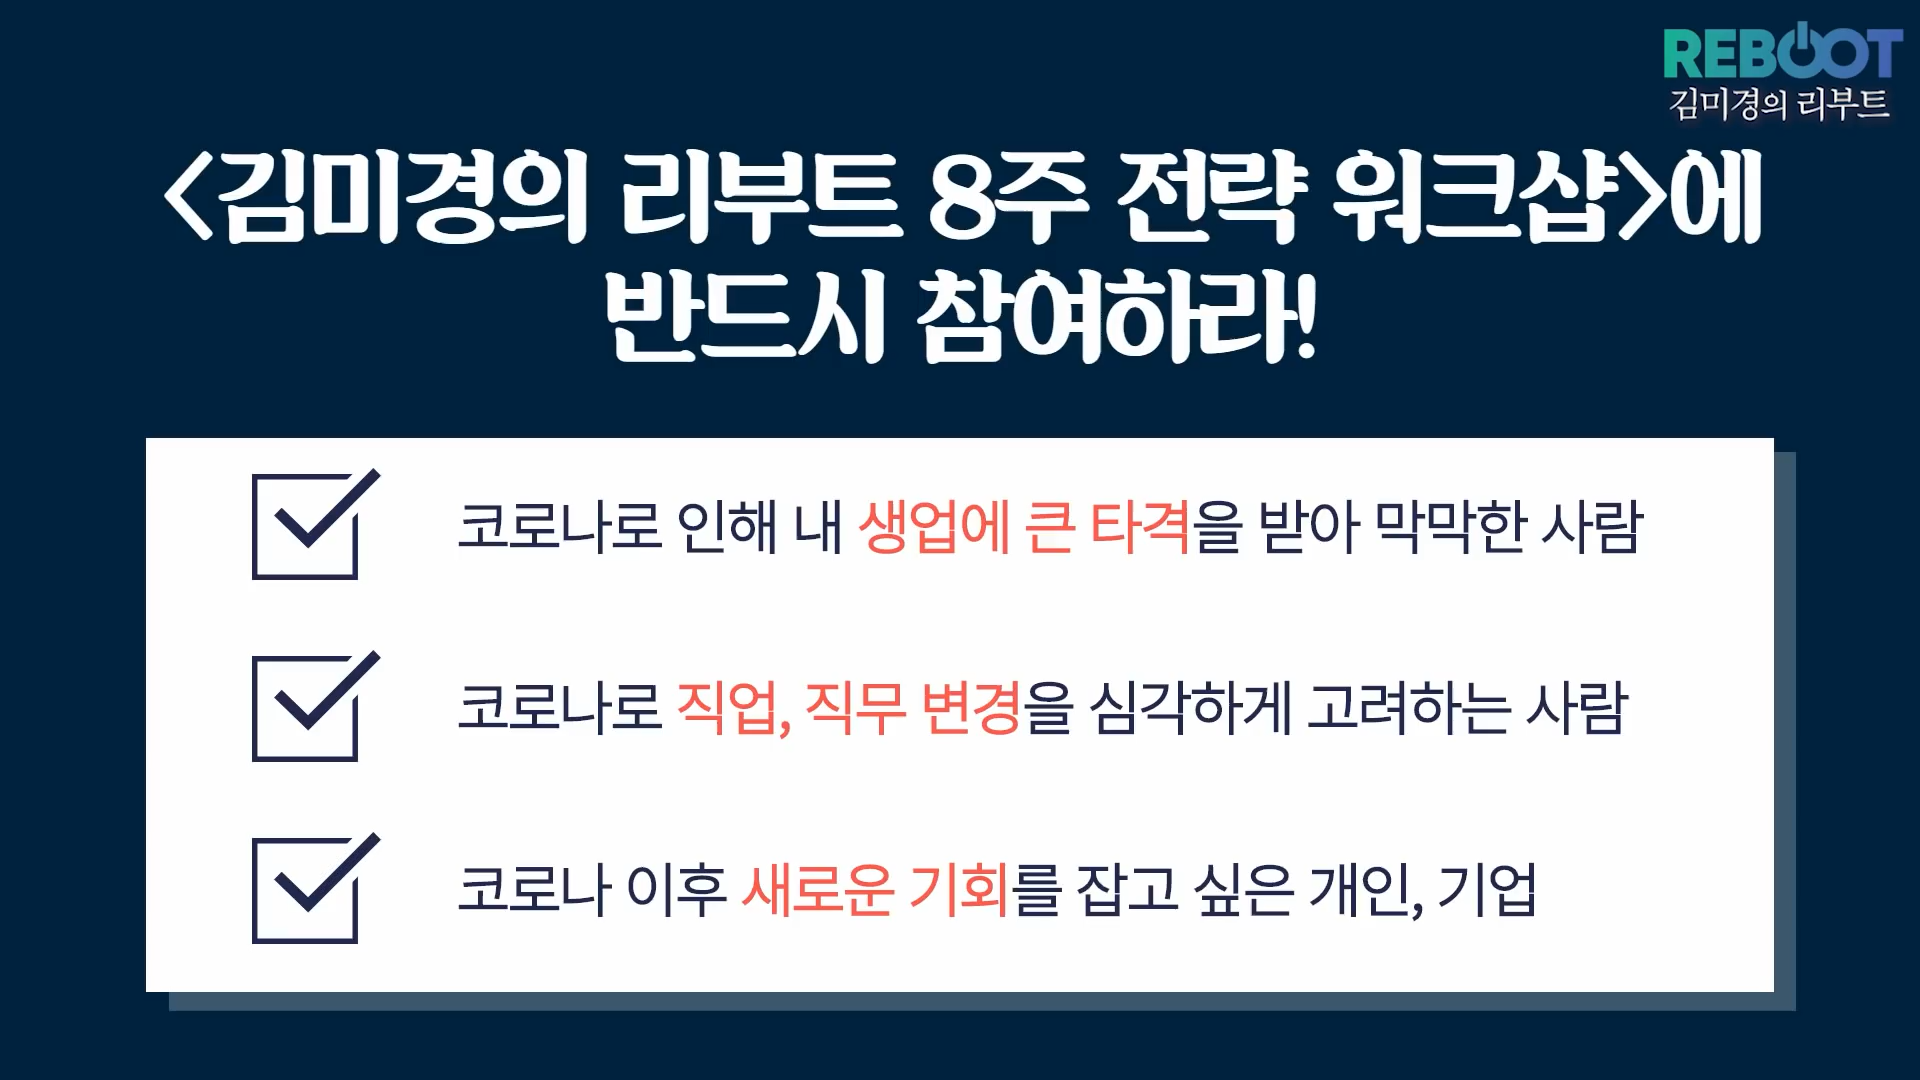 REBOOT
김미경의 리부트
<김미경의 리부트 8주 전략 워크샵>에
반드시 참여하라!
코로나로 인해 내 생업에 큰 타격을 받아 막막한 사람
코로나로 직업, 직무 변경을 심각하게 고려하는 사람
코로나 이후 새로운 기회를 잡고 싶은 개인, 기업